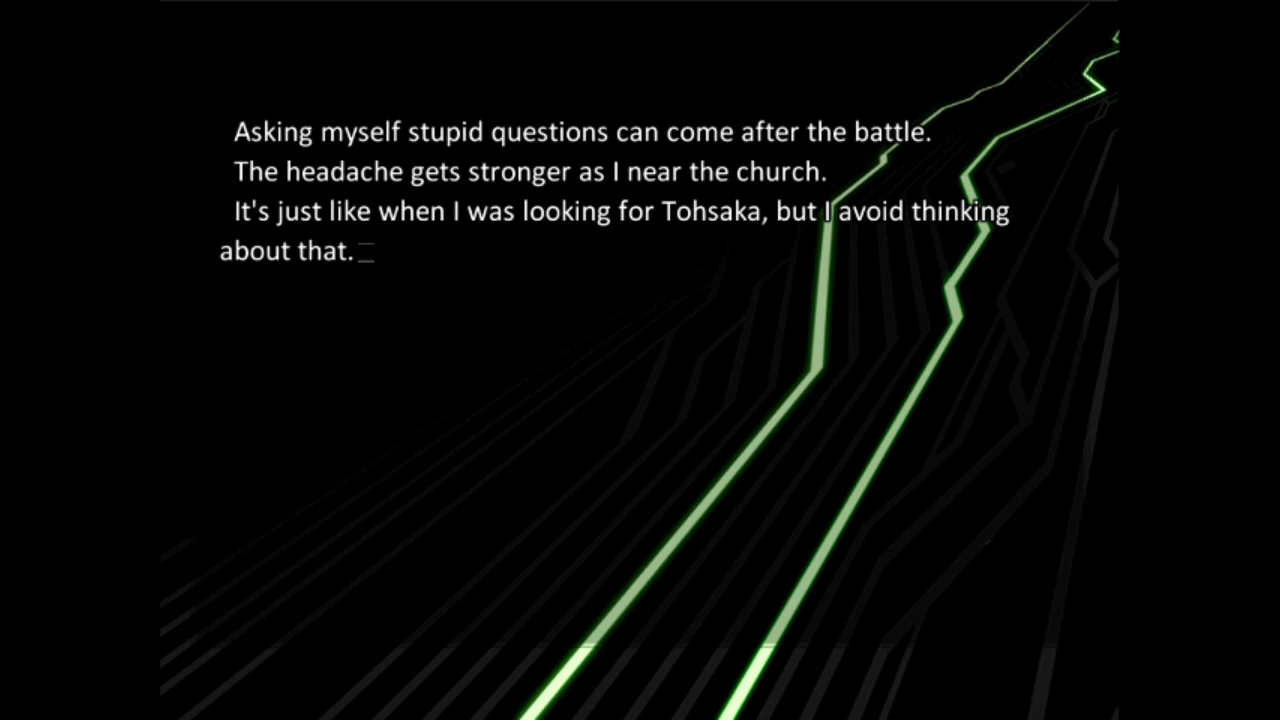 Asking myself stupid questions can come after the battle.
The headache gets stronger as I near the church.
It's just like when I was looking for Tohsaka, but I avoid thinking
about that.